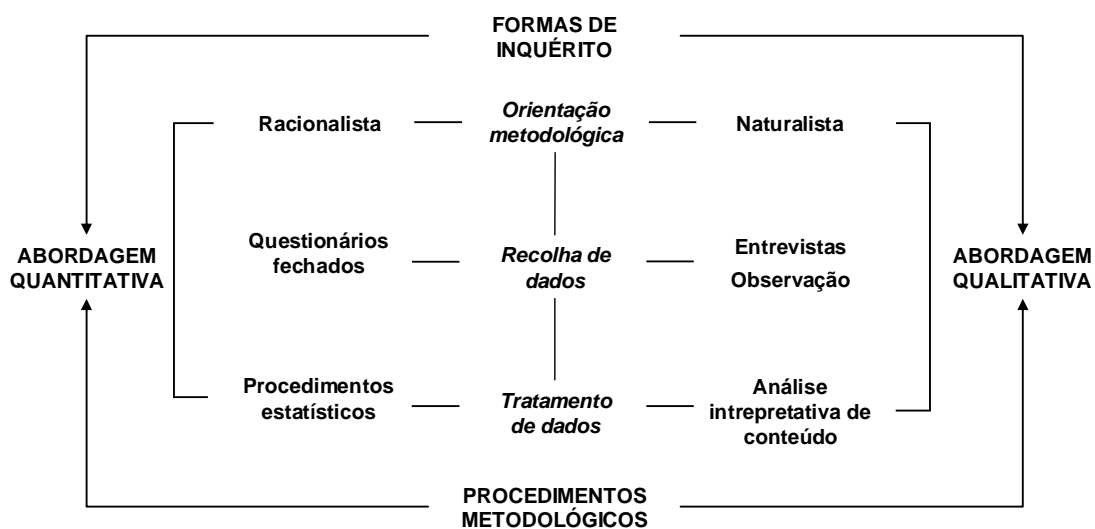 FORMAS DE
INQUÉRITO
Racionalista
Orientação
metodológica
Naturalista
ABORDAGEM
QUANTITATIVA
Questionários
fechados
Recolha de
dados
Entrevistas
Observação
ABORDAGEM
QUALITATIVA
Procedimentos
estatísticos
Tratamento
de dados
Análise
intrepretativa de
conteúdo
PROCEDIMENTOS
METODOLÓGICOS